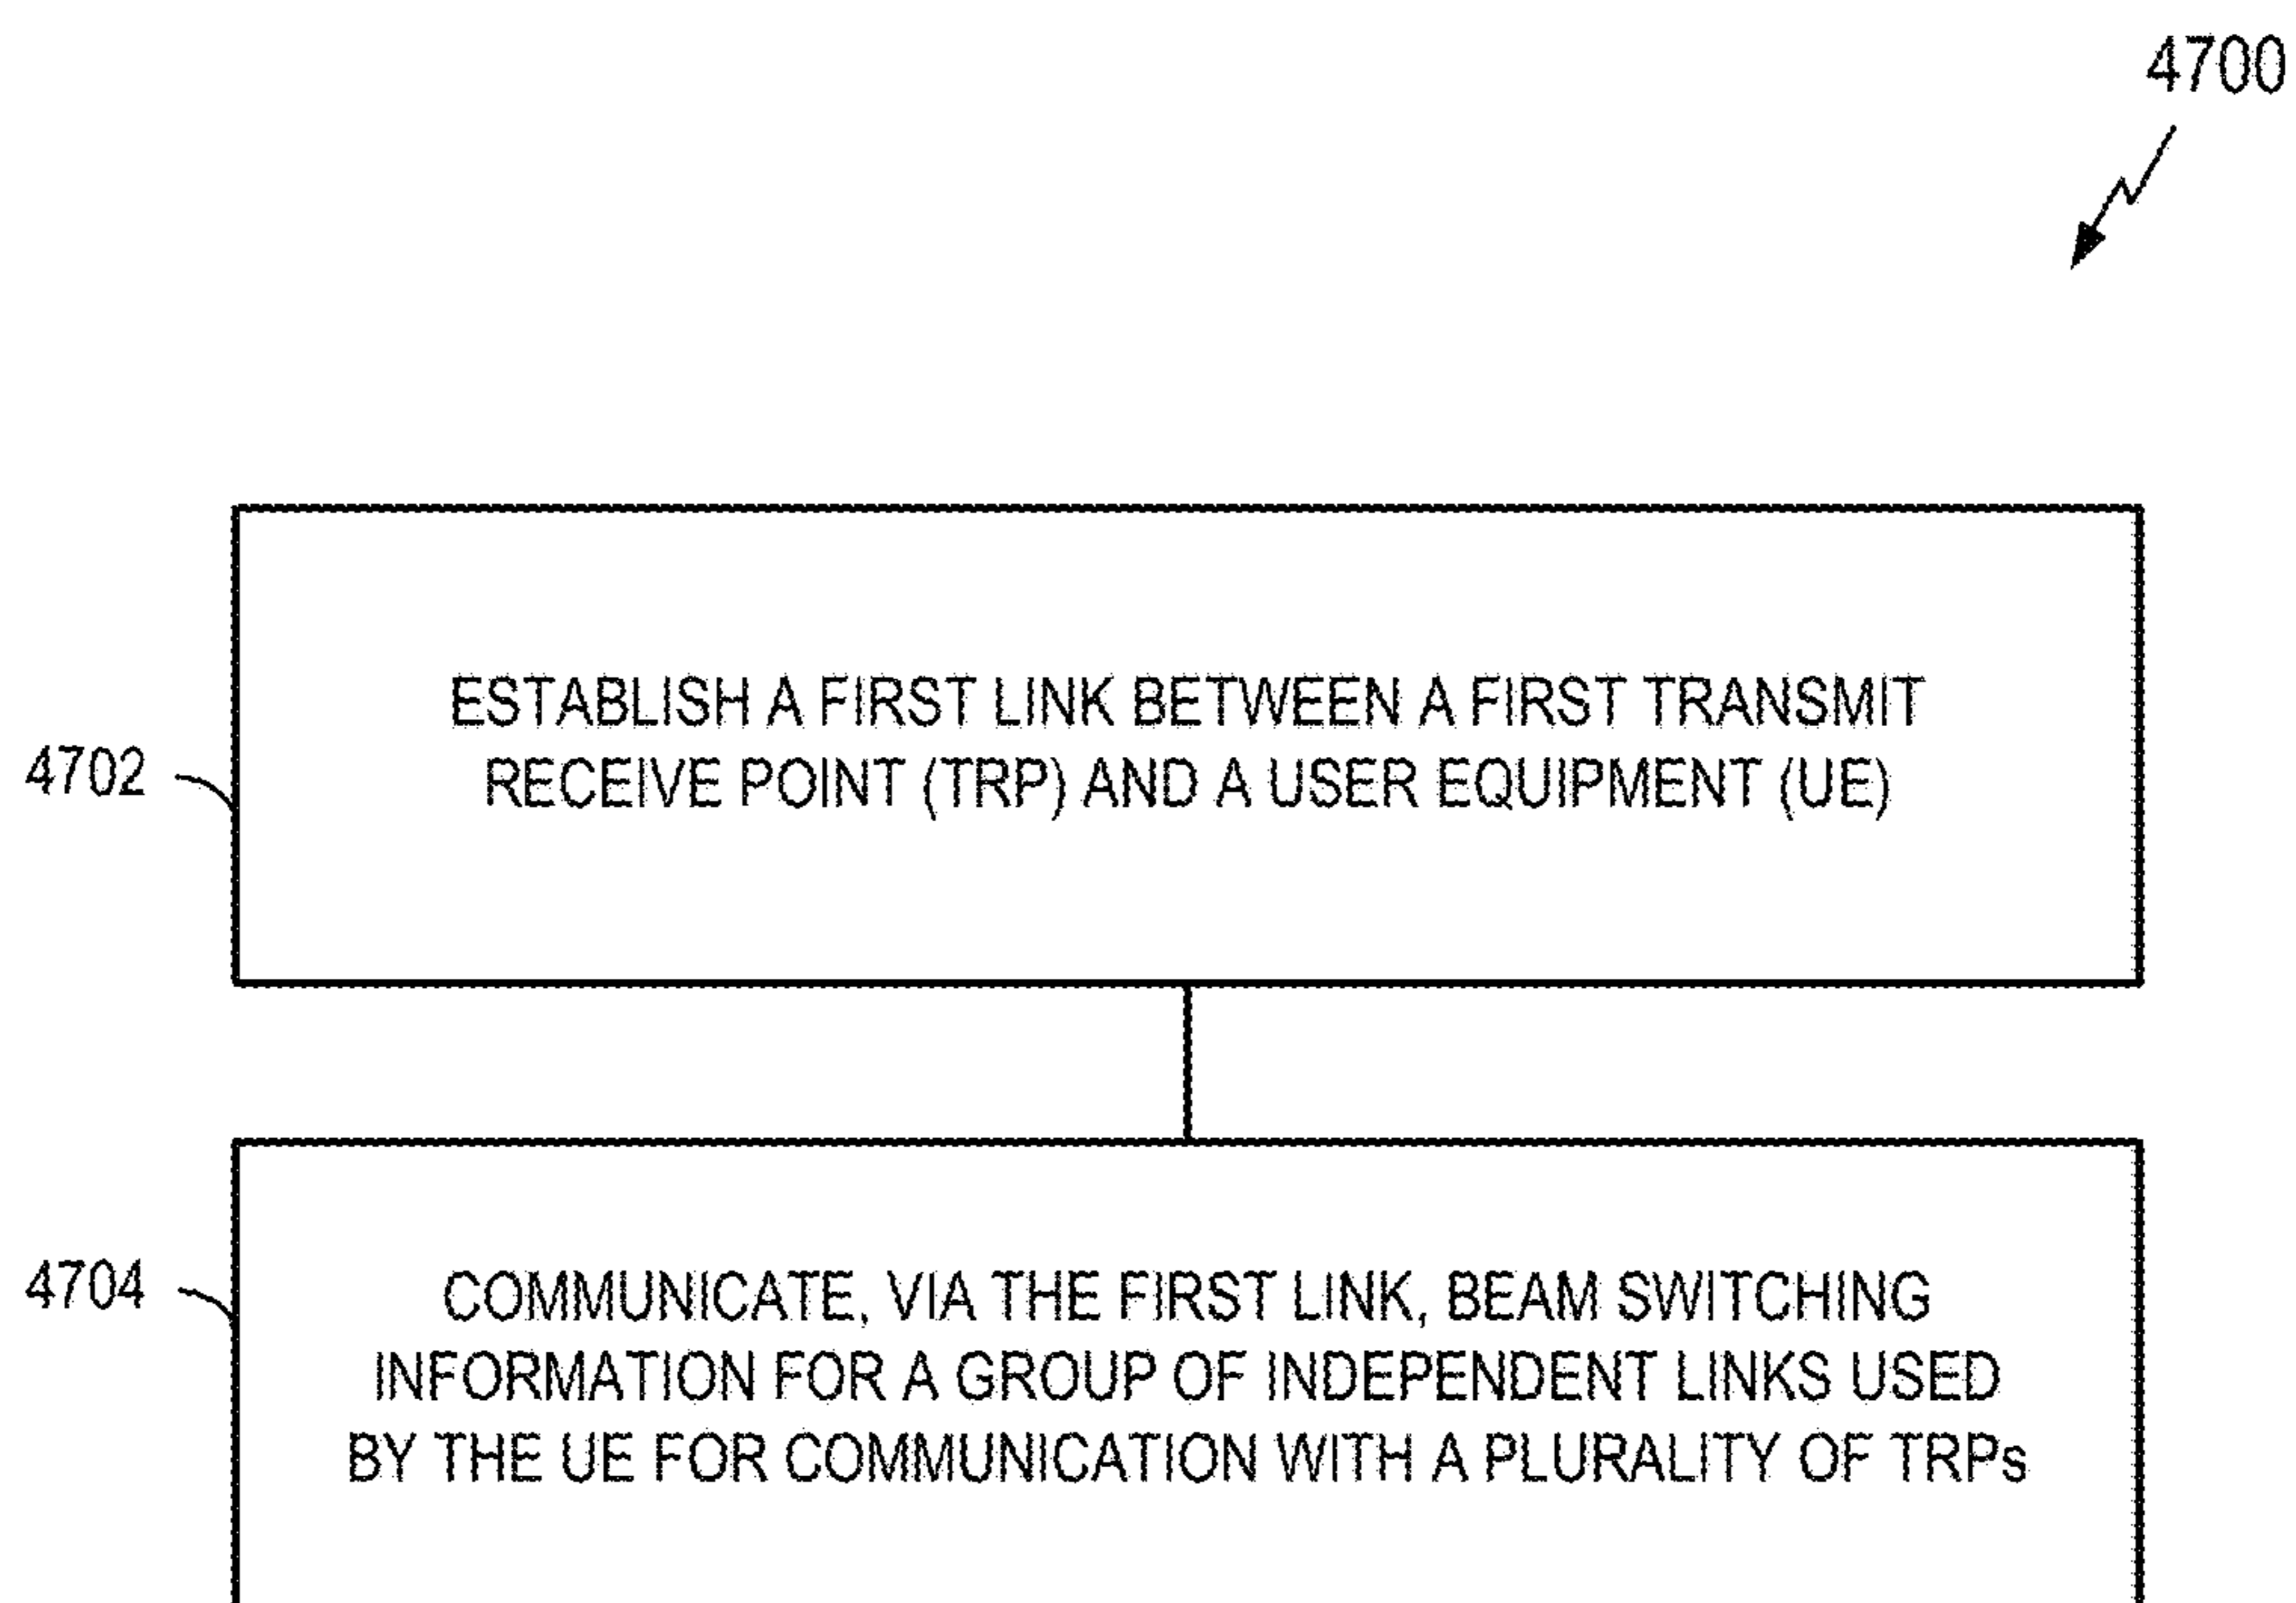 4700
ESTABLISH A FIRST LINK BETWEEN A FIRST TRANSMIT
RECEIVE POINT (TRP) AND A USER EQUIPMENT (UE)
4702
4704
COMMUNICATE, VIA THE FIRST LINK, BEAM SWITCHING
INFORMATION FOR A GROUP OF INDEPENDENT LINKS USED
BY THE UE FOR COMMUNICATION WITH A PLURALITY OF TRPs